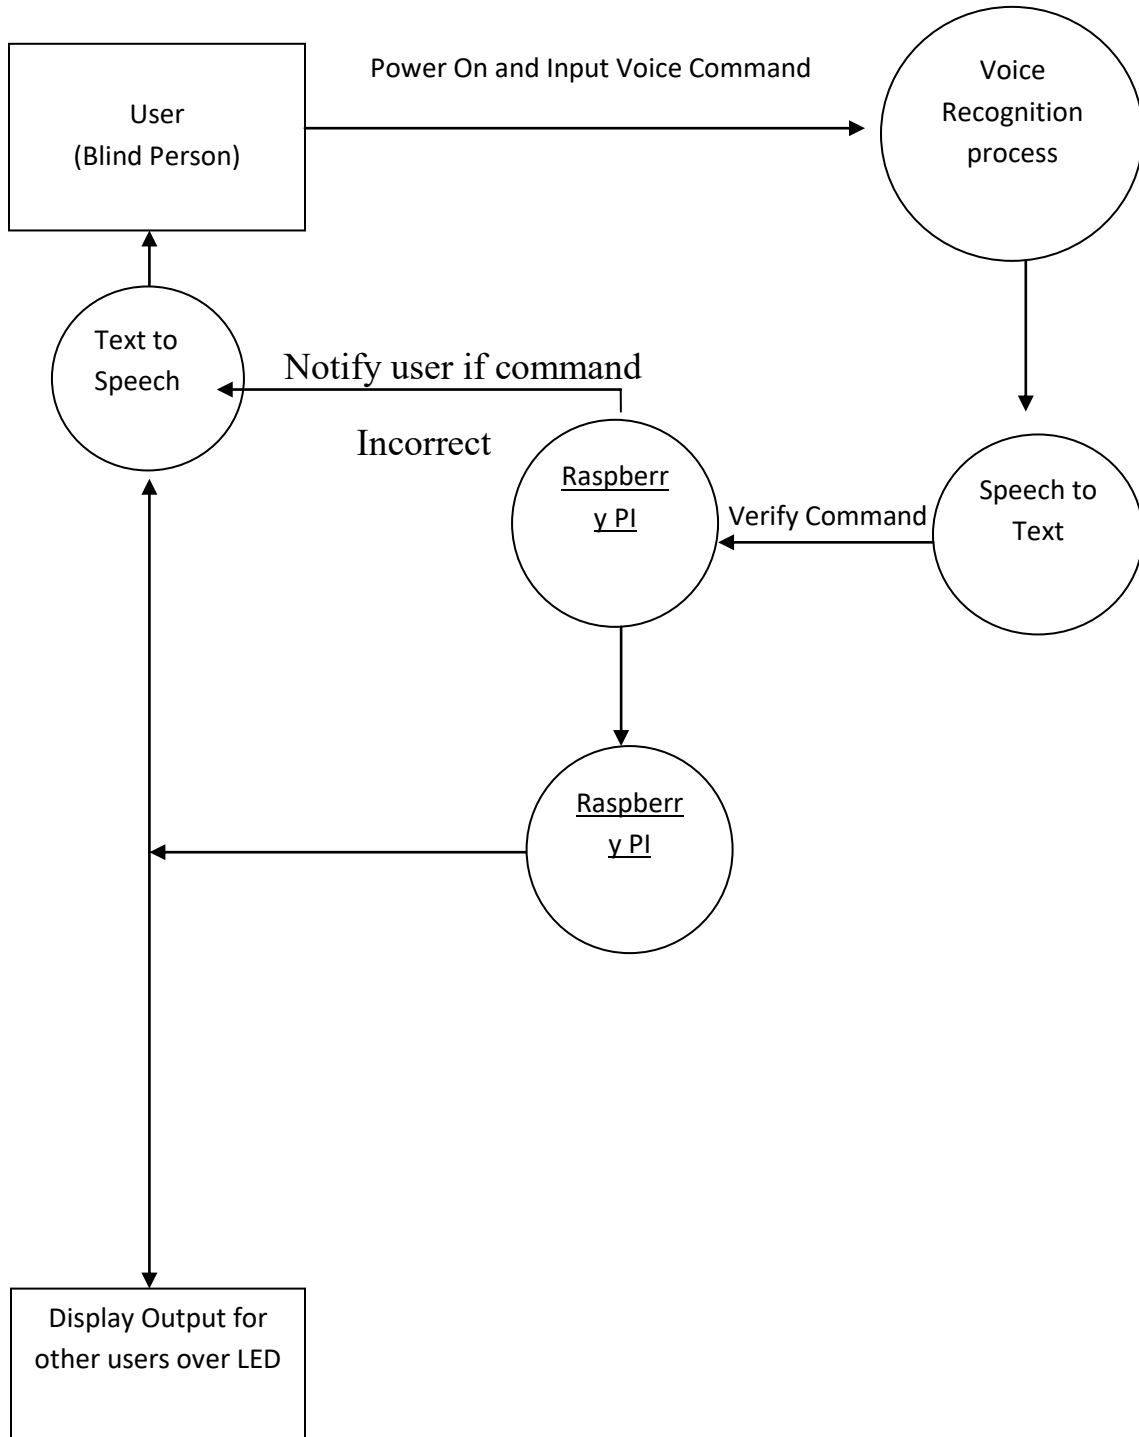 Power On and Input Voice Command
User
(Blind Person)
Voice
Recognition
process
Text to
Speech
Notify user if command
Incorrect
Raspberr
y PI
Verify Command
Speech to
Text
Raspberr
y PI
Display Output for
other users over LED